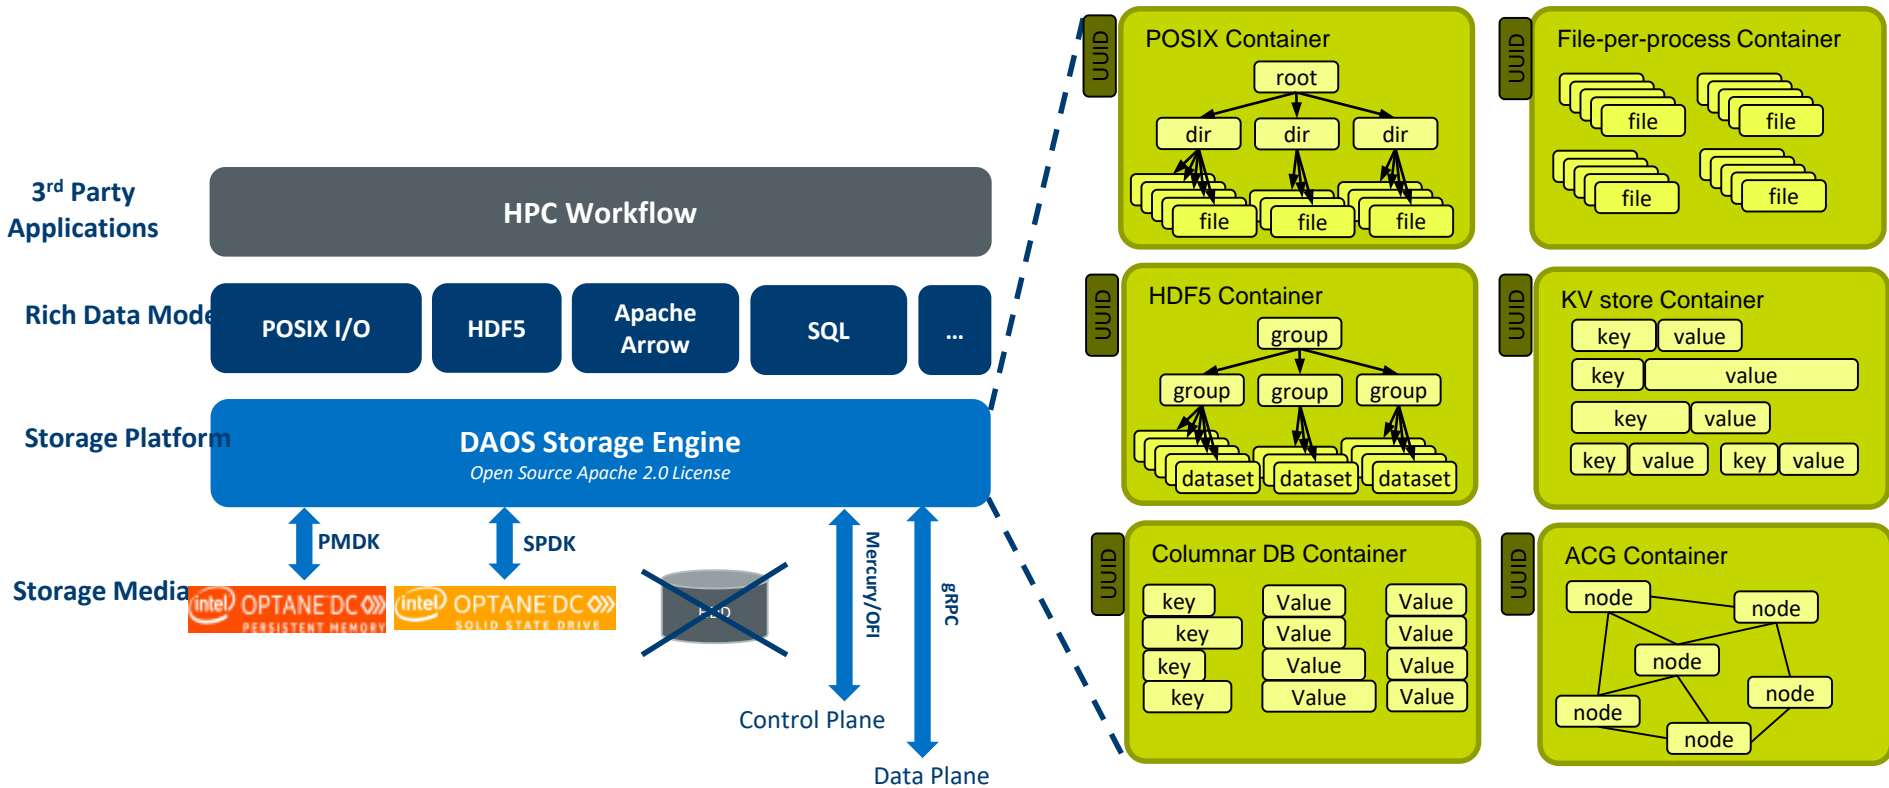 3rd Party
Applications
HPC Workflow
Rich Data Mode
POSIX I/O
HDF5
Apache
Arrow
SQL
...
Storage Platform
DAOS Storage Engine
Open Source Apache 2.0 License
PMDK
SPDK
Mercury/OFI
gRPC
Storage Media
intel OPTANE DC
PERSISTENT MEMORY
intel OPTANE DC
SOLID STATE DRIVE
HDD
Control Plane
Data Plane
UUID
POSIX Container
root
dir
dir
dir
file
file
file
UUID
File-per-process Container
file
file
file
file
UUID
HDF5 Container
group
group
group
group
dataset
dataset
dataset
UUID
KV store Container
key value
key value
key value
key value key value
UUID
Columnar DB Container
key Value Value
key Value Value
key Value Value
key Value Value
UUID
ACG Container
node
node
node
node
node
node